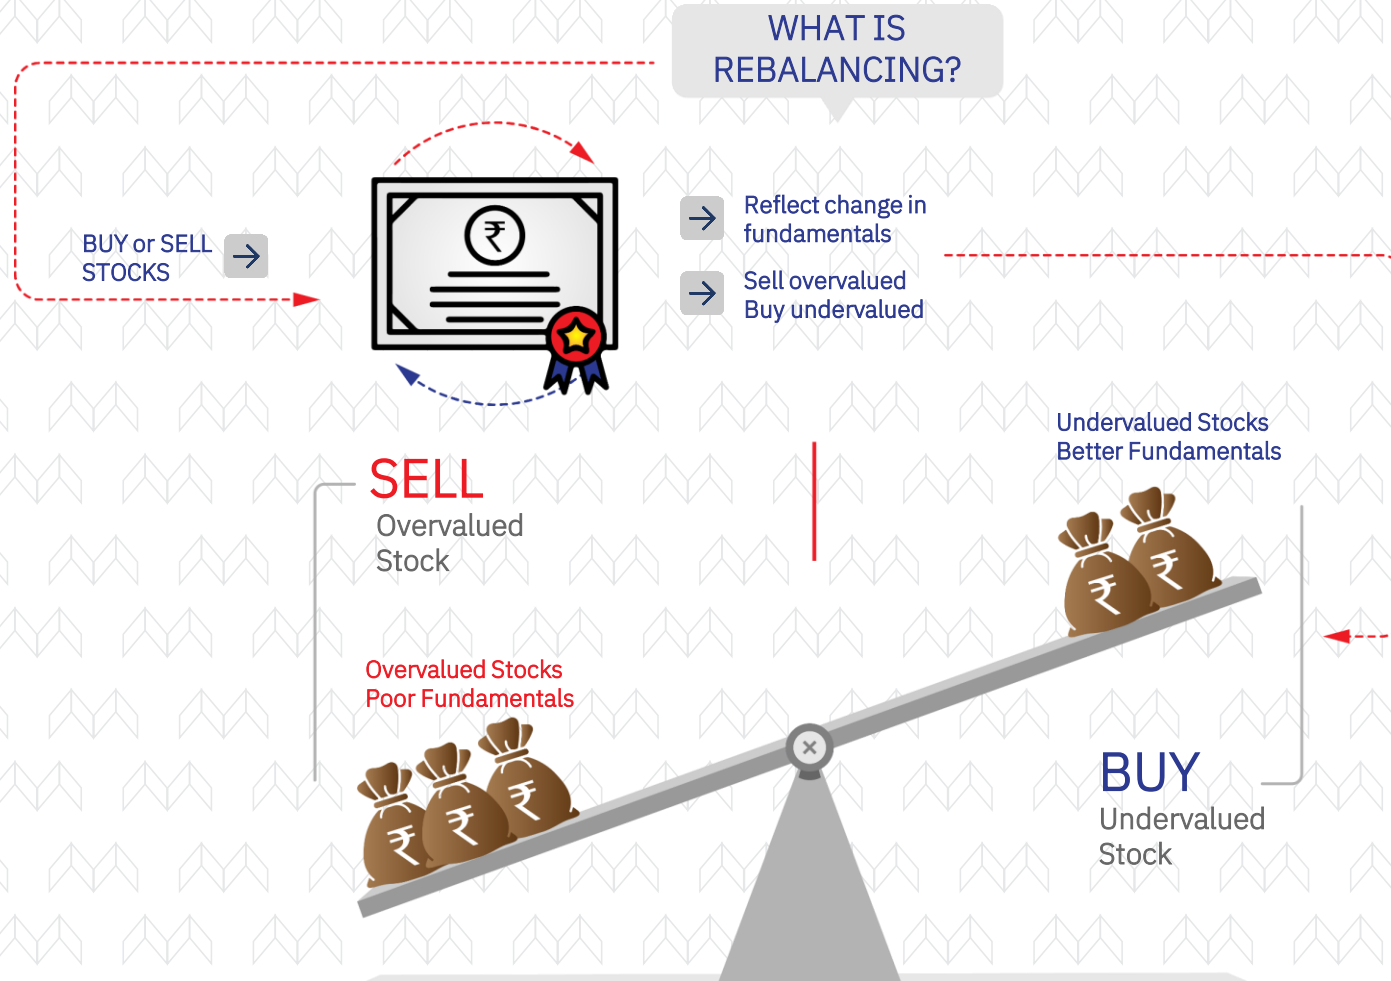 WHAT IS
REBALANCING?
BUY or SELL
STOCKS
₹
Reflect change in
fundamentals
Sell overvalued
Buy undervalued
SELL
Overvalued
Stock
Undervalued Stocks
Better Fundamentals
₹
₹
Overvalued Stocks
Poor Fundamentals
₹
₹
₹
BUY
Undervalued
Stock